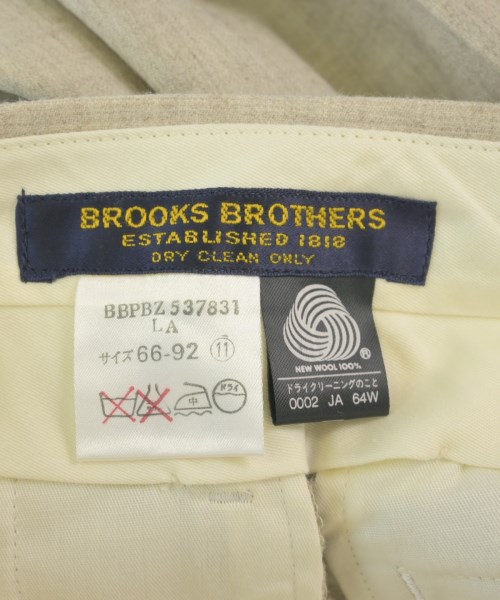 BROOKS BROTHERS
ESTABLISHED 1818
DRY CLEAN ONLY
BBPBZ 537831
LA
サイズ 66-92 ⑪
中
ドライ
NEW WOOL 100% ®
ドライクリーニングのこと
0002 JA 64W